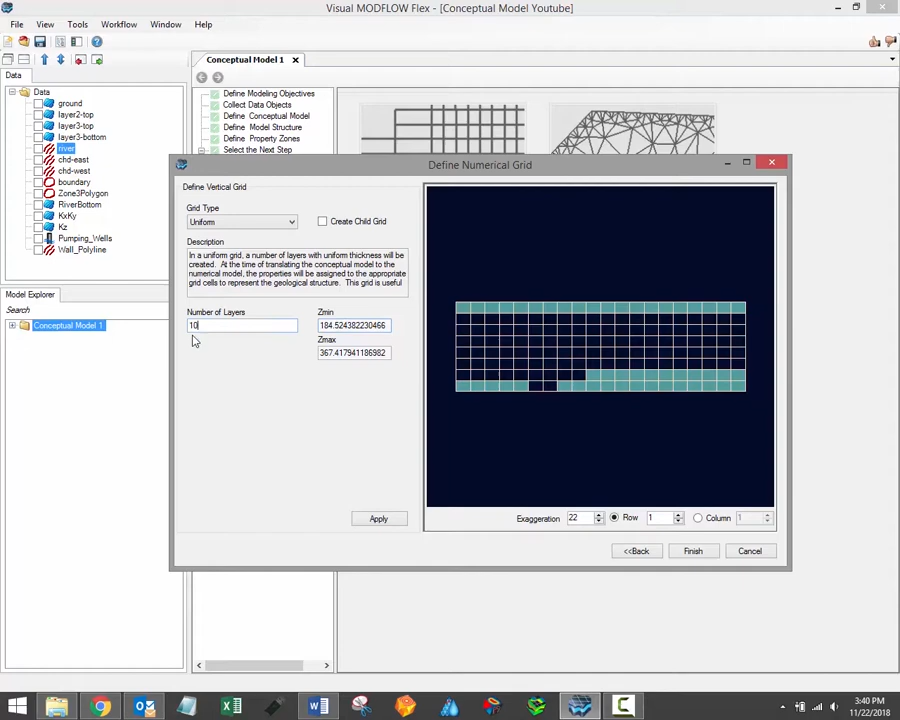 Visual MODFLOW Flex - [Conceptual Model Youtube]
File View Tools Workflow Window Help
Data
Conceptual Model 1
Data
ground
layer2-top
layer3-top
layer3-bottom
river
chd-east
chd-west
boundary
Zone3Polygon
RiverBottom
KxKy
Kz
Pumping_Wells
Wall_Polyline
Define Modeling Objectives
Collect Data Objects
Define Conceptual Model
Define Model Structure
Define Property Zones
Select the Next Step
Model Explorer
Search
Conceptual Model 1
Define Numerical Grid
Define Vertical Grid
Grid Type
Uniform
Create Child Grid
Description
In a uniform grid, a number of layers with uniform thickness will be
created. At the time of translating the conceptual model to the
numerical model, the properties will be assigned to the appropriate
grid cells to represent the geological structure. This grid is useful
Number of Layers
Zmin
10
184.524382230466
Zmax
367.417941186982
Apply
Exaggeration 22 Row 1 Column 1
<<Back Finish Cancel
3:40 PM
11/22/2018